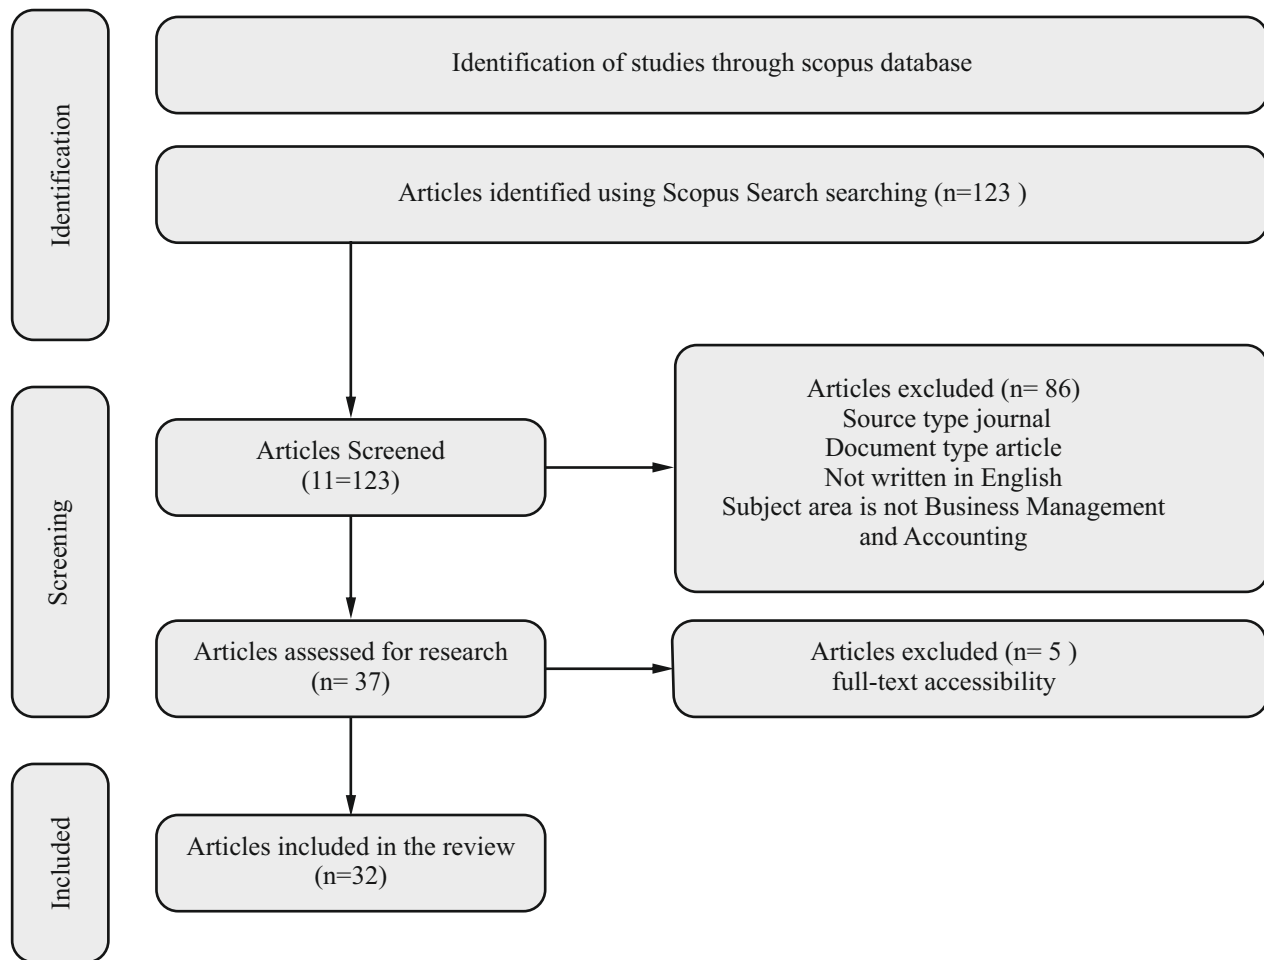 Identification
Identification of studies through scopus database
Articles identified using Scopus Search searching (n=123 )
Screening
Articles Screened
(11=123)
Articles excluded (n= 86)
Source type journal
Document type article
Not written in English
Subject area is not Business Management
and Accounting
Articles assessed for research
(n= 37)
Articles excluded (n= 5 )
full-text accessibility
Included
Articles included in the review
(n=32)